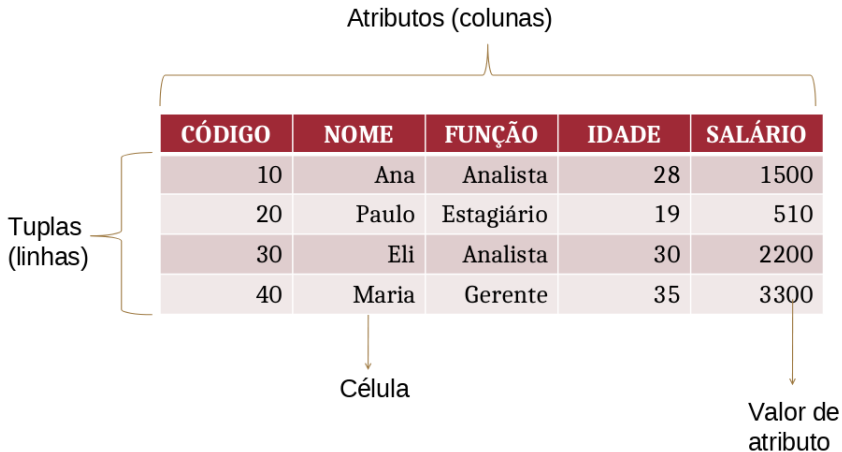 Atributos (colunas)
CÓDIGO NOME FUNÇÃO IDADE SALÁRIO
10 Ana Analista 28 1500
20 Paulo Estagiário 19 510
30 Eli Analista 30 2200
40 Maria Gerente 35 3300
Tuplas
(linhas)
Célula
Valor de
atributo